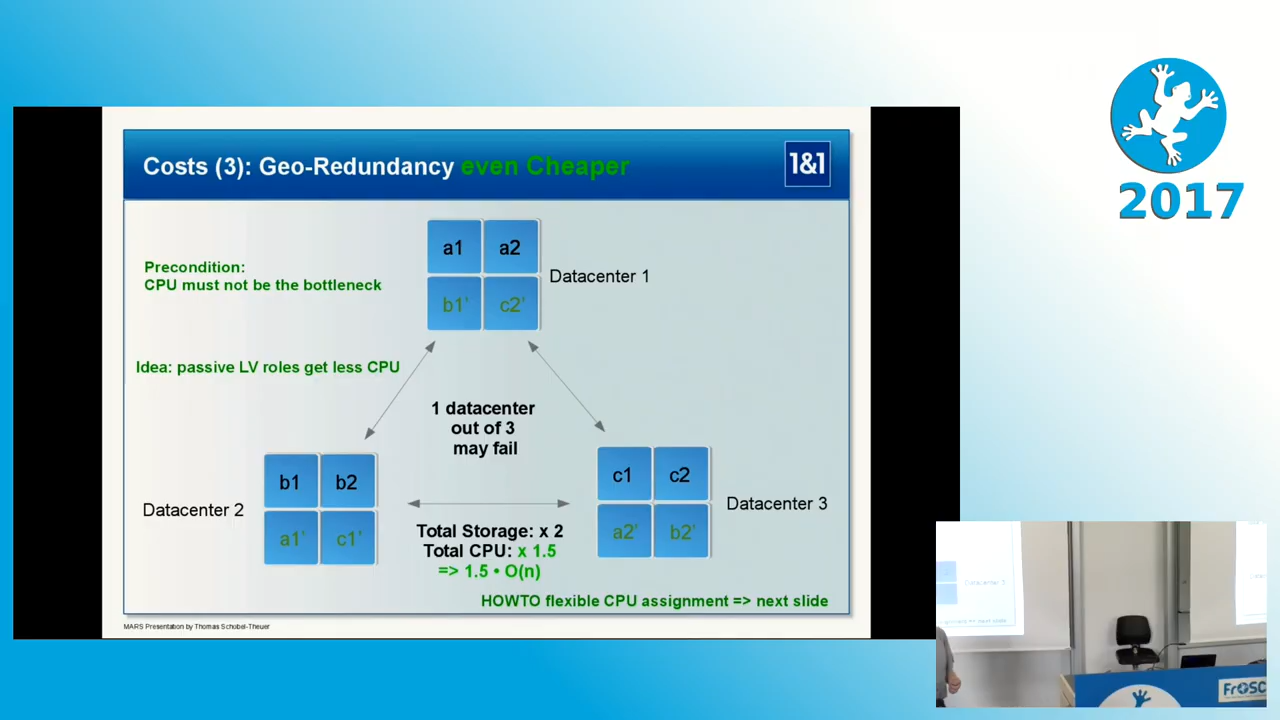 Costs (3): Geo-Redundancy even Cheaper
1&1
2017
a1 a2
b1' c2'
Datacenter 1
Precondition:
CPU must not be the bottleneck
Idea: passive LV roles get less CPU
1 datacenter
out of 3
may fail
b1 b2
a1' c1'
Datacenter 2
c1 c2
a2' b2'
Datacenter 3
Total Storage: x 2
Total CPU: x 1.5
=> 1.5 • O(n)
HOWTO flexible CPU assignment => next slide
MARS Presentation by Thomas Schöbel-Theuer
FrOSC